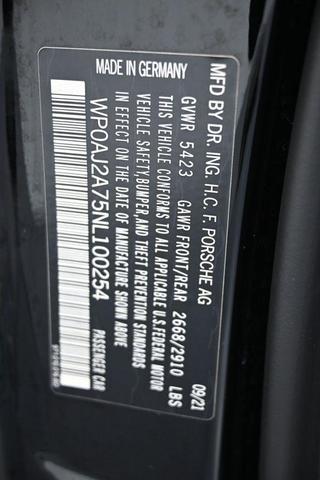 MFD BY DR. ING. H.C. F. PORSCHE AG
09/21
GVWR 5423 GAWR FRONT/REAR 2668/2910 LBS
THIS VEHICLE CONFORMS TO ALL APPLICABLE U.S. FEDERAL MOTOR
VEHICLE SAFETY, BUMPER, AND THEFT PREVENTION STANDARDS
IN EFFECT ON THE DATE OF MANUFACTURE SHOWN ABOVE
MADE IN GERMANY
WP0AJ2A75NL100254
PASSENGER CAR